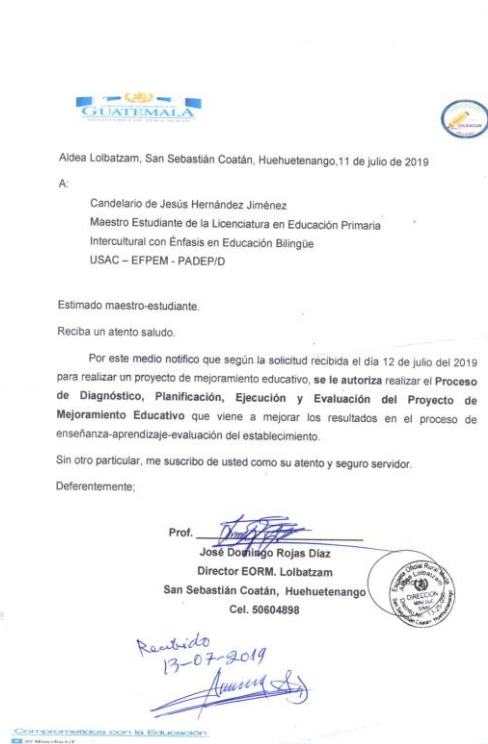 GUATEMALA
Aldea Lolbatzam, San Sebastián Coatán, Huehuetenango,11 de julio de 2019
A:
Candelario de Jesús Hernández Jiménez
Maestro Estudiante de la Licenciatura en Educación Primaria
Intercultural con Énfasis en Educación Bilingüe
USAC – EFPEM - PADEP/D
Estimado maestro-estudiante.
Reciba un atento saludo.
Por este medio notifico que según la solicitud recibida el día 12 de julio del 2019
para realizar un proyecto de mejoramiento educativo, se le autoriza realizar el Proceso
de Diagnóstico, Planificación, Ejecución y Evaluación del Proyecto de
Mejoramiento Educativo que viene a mejorar los resultados en el proceso de
enseñanza-aprendizaje-evaluación del establecimiento.
Sin otro particular, me suscribo de usted como su atento y seguro servidor.
Deferentemente;
Prof.
José Domingo Rojas Díaz
Director EORM. Lolbatzam
San Sebastián Coatán, Huehuetenango
Cel. 50604898
Escuela Oficial Rural Mixta
DIRECCION
Recibido
13-07-2019
Comprometidos con la Educación